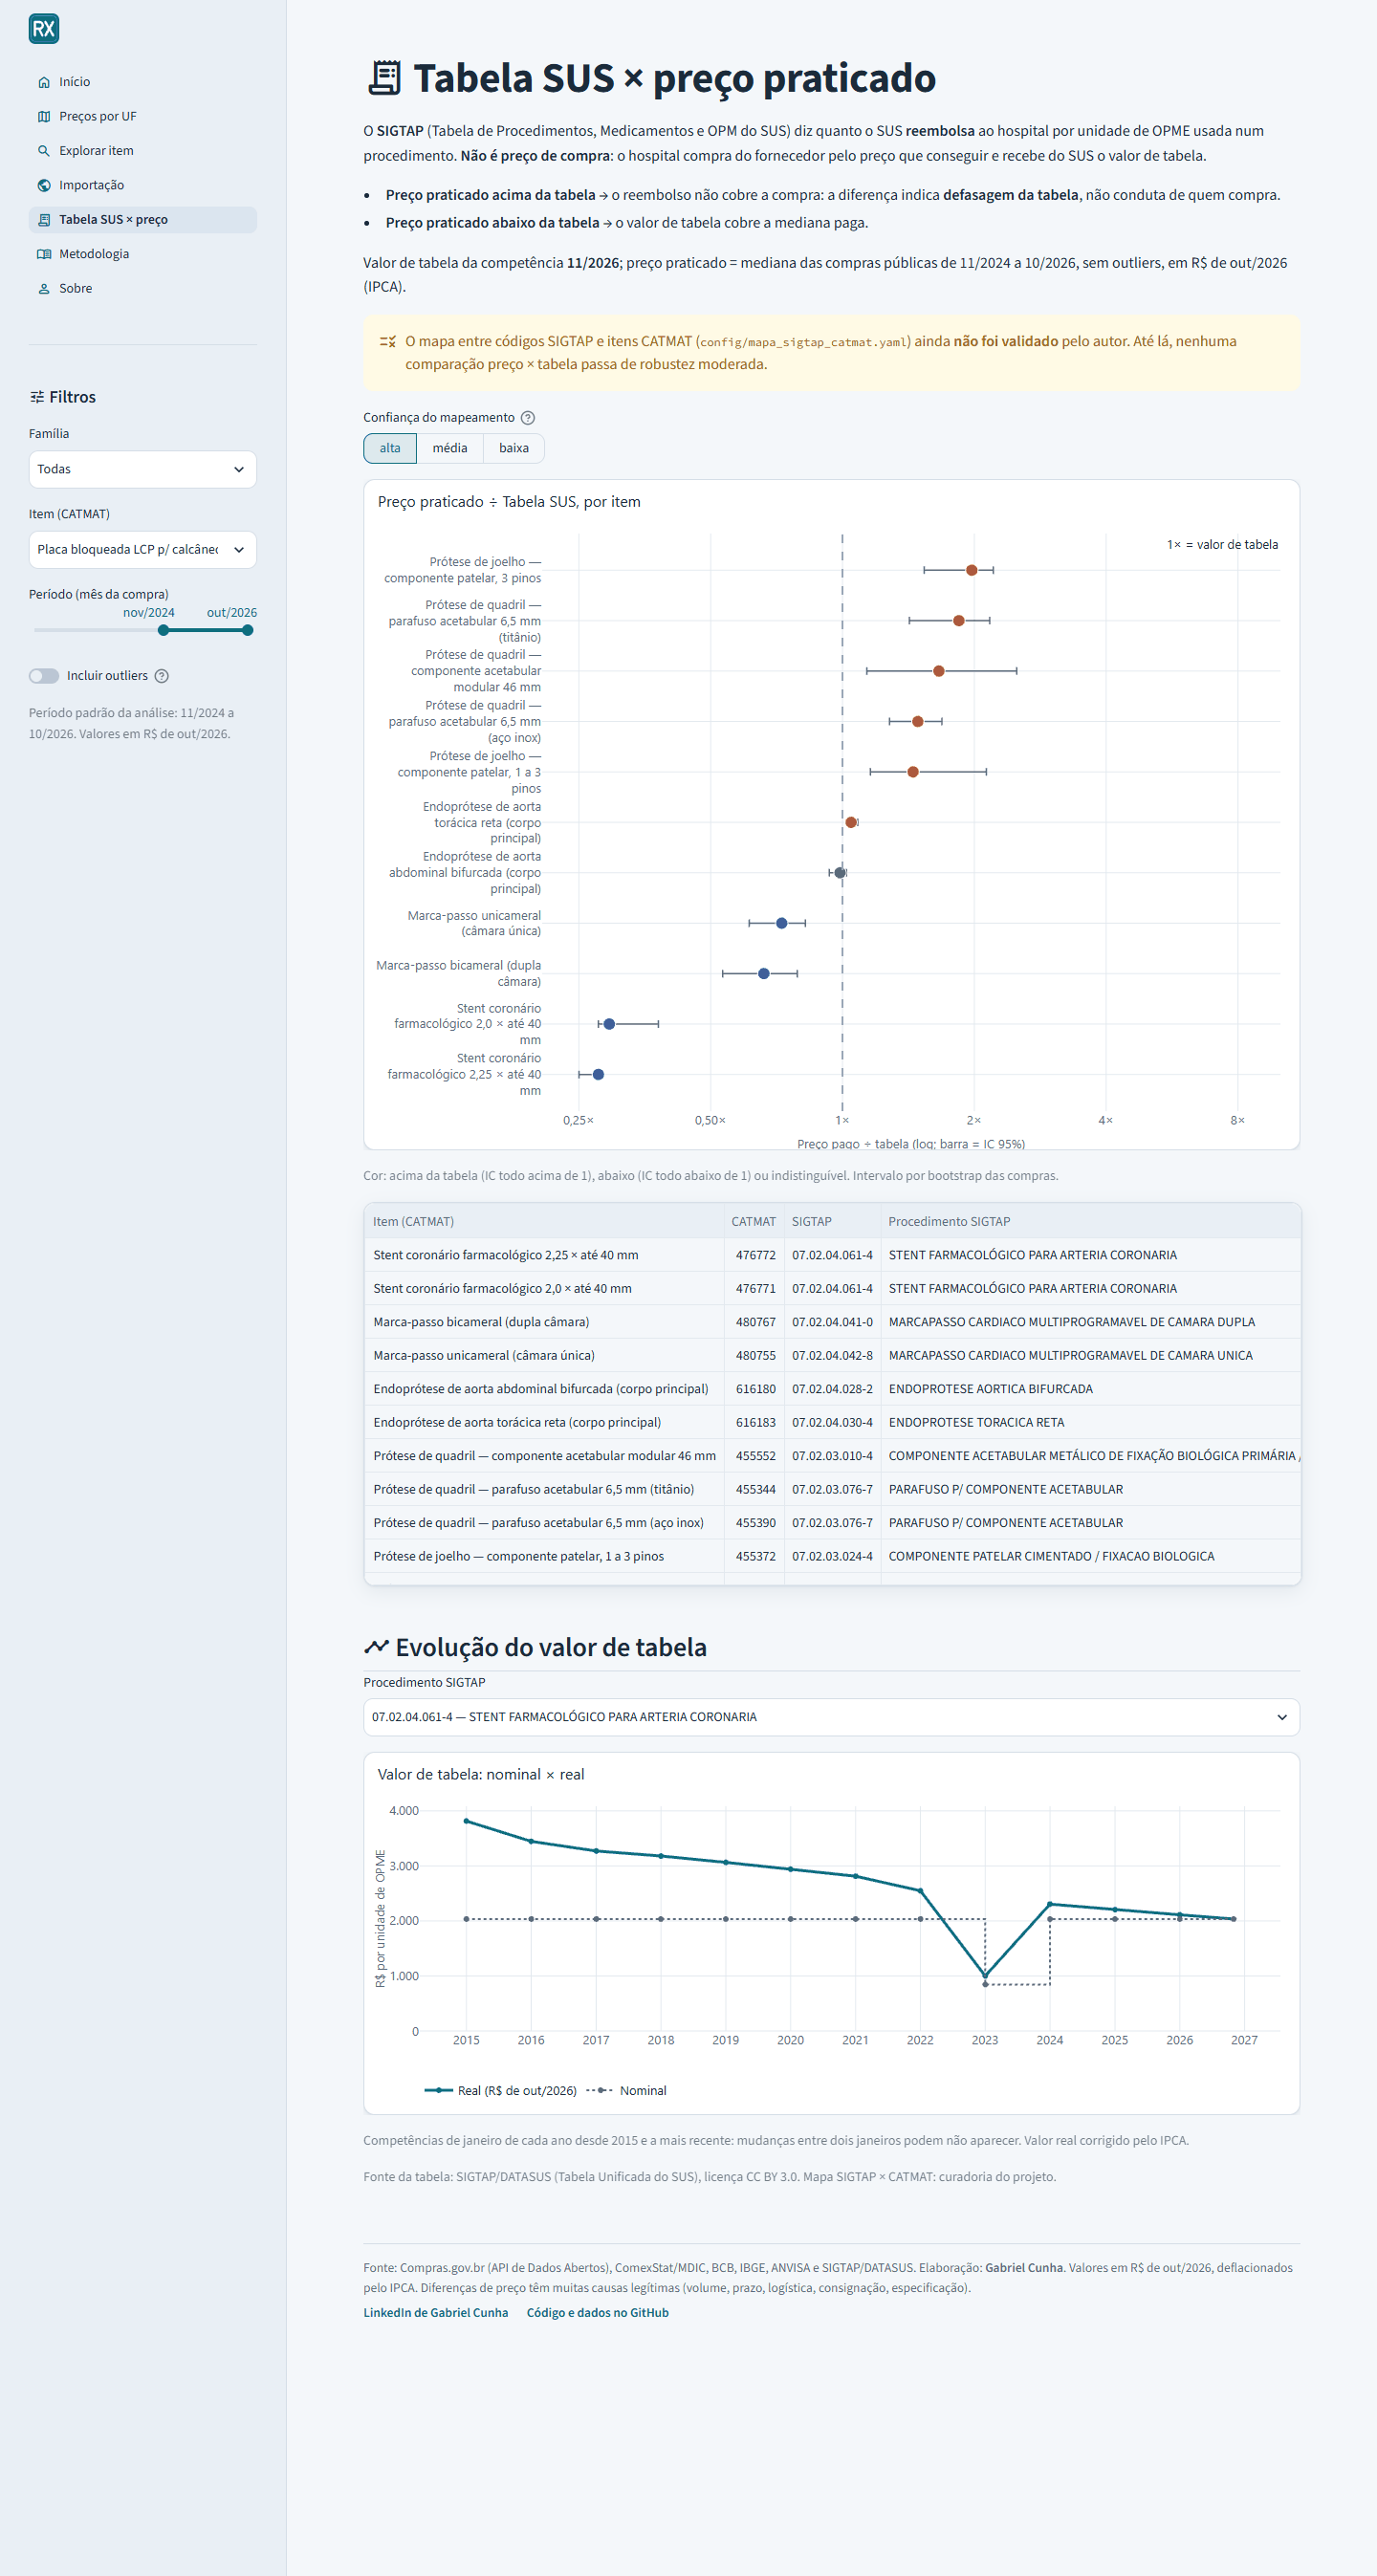 RX
Início
Preços por UF
Explorar item
Importação
Tabela SUS × preço
Metodologia
Sobre
Filtros
Família
Todas
Item (CATMAT)
Placa bloqueada LCP p/ calcâne
Período (mês da compra)
nov/2024 out/2026
Incluir outliers
Período padrão da análise: 11/2024 a
10/2026. Valores em R$ de out/2026.
Tabela SUS × preço praticado
O SIGTAP (Tabela de Procedimentos, Medicamentos e OPM do SUS) diz quanto o SUS reembolsa ao hospital por unidade de OPME usada num
procedimento. Não é preço de compra: o hospital compra do fornecedor pelo preço que conseguir e recebe do SUS o valor de tabela.
• Preço praticado acima da tabela → o reembolso não cobre a compra: a diferença indica defasagem da tabela, não conduta de quem compra.
• Preço praticado abaixo da tabela → o valor de tabela cobre a mediana paga.
Valor de tabela da competência 11/2026; preço praticado = mediana das compras públicas de 11/2024 a 10/2026, sem outliers, em R$ de out/2026
(IPCA).
O mapa entre códigos SIGTAP e itens CATMAT (config/mapa_sigtap_catmat.yaml) ainda não foi validado pelo autor. Até lá, nenhuma
comparação preço × tabela passa de robustez moderada.
Confiança do mapeamento
alta média baixa
Preço praticado ÷ Tabela SUS, por item
1× = valor de tabela
Prótese de joelho —
componente patelar, 3 pinos
Prótese de quadril —
parafuso acetabular 6,5 mm
(titânio)
Prótese de quadril —
componente acetabular
modular 46 mm
Prótese de quadril —
parafuso acetabular 6,5 mm
(aço inox)
Prótese de joelho —
componente patelar, 1 a 3
pinos
Endoprótese de aorta
torácica reta (corpo
principal)
Endoprótese de aorta
abdominal bifurcada (corpo
principal)
Marca-passo unicameral
(câmara única)
Marca-passo bicameral (dupla
câmara)
Stent coronário
farmacológico 2,0 × até 40
mm
Stent coronário
farmacológico 2,25 × até 40
mm
0,25× 0,50× 1× 2× 4× 8×
Preço pago ÷ tabela (log; barra = IC 95%)
Cor: acima da tabela (IC todo acima de 1), abaixo (IC todo abaixo de 1) ou indistinguível. Intervalo por bootstrap das compras.
Item (CATMAT) CATMAT SIGTAP Procedimento SIGTAP
Stent coronário farmacológico 2,25 × até 40 mm 476772 07.02.04.061-4 STENT FARMACOLÓGICO PARA ARTERIA CORONARIA
Stent coronário farmacológico 2,0 × até 40 mm 476771 07.02.04.061-4 STENT FARMACOLÓGICO PARA ARTERIA CORONARIA
Marca-passo bicameral (dupla câmara) 480767 07.02.04.041-0 MARCAPASSO CARDIACO MULTIPROGRAMAVEL DE CAMARA DUPLA
Marca-passo unicameral (câmara única) 480755 07.02.04.042-8 MARCAPASSO CARDIACO MULTIPROGRAMAVEL DE CAMARA UNICA
Endoprótese de aorta abdominal bifurcada (corpo principal) 616180 07.02.04.028-2 ENDOPROTESE AORTICA BIFURCADA
Endoprótese de aorta torácica reta (corpo principal) 616183 07.02.04.030-4 ENDOPROTESE TORACICA RETA
Prótese de quadril — componente acetabular modular 46 mm 455552 07.02.03.010-4 COMPONENTE ACETABULAR METÁLICO DE FIXAÇÃO BIOLÓGICA PRIMÁRIA /
Prótese de quadril — parafuso acetabular 6,5 mm (titânio) 455344 07.02.03.076-7 PARAFUSO P/ COMPONENTE ACETABULAR
Prótese de quadril — parafuso acetabular 6,5 mm (aço inox) 455390 07.02.03.076-7 PARAFUSO P/ COMPONENTE ACETABULAR
Prótese de joelho — componente patelar, 1 a 3 pinos 455372 07.02.03.024-4 COMPONENTE PATELAR CIMENTADO / FIXACAO BIOLOGICA
Evolução do valor de tabela
Procedimento SIGTAP
07.02.04.061-4 — STENT FARMACOLÓGICO PARA ARTERIA CORONARIA
Valor de tabela: nominal × real
R$ por unidade de OPME
4.000
3.000
2.000
1.000
0
2015 2016 2017 2018 2019 2020 2021 2022 2023 2024 2025 2026 2027
Real (R$ de out/2026) Nominal
Competências de janeiro de cada ano desde 2015 e a mais recente: mudanças entre dois janeiros podem não aparecer. Valor real corrigido pelo IPCA.
Fonte da tabela: SIGTAP/DATASUS (Tabela Unificada do SUS), licença CC BY 3.0. Mapa SIGTAP × CATMAT: curadoria do projeto.
Fonte: Compras.gov.br (API de Dados Abertos), ComexStat/MDIC, BCB, IBGE, ANVISA e SIGTAP/DATASUS. Elaboração: Gabriel Cunha. Valores em R$ de out/2026, deflacionados
pelo IPCA. Diferenças de preço têm muitas causas legítimas (volume, prazo, logística, consignação, especificação).
LinkedIn de Gabriel Cunha Código e dados no GitHub